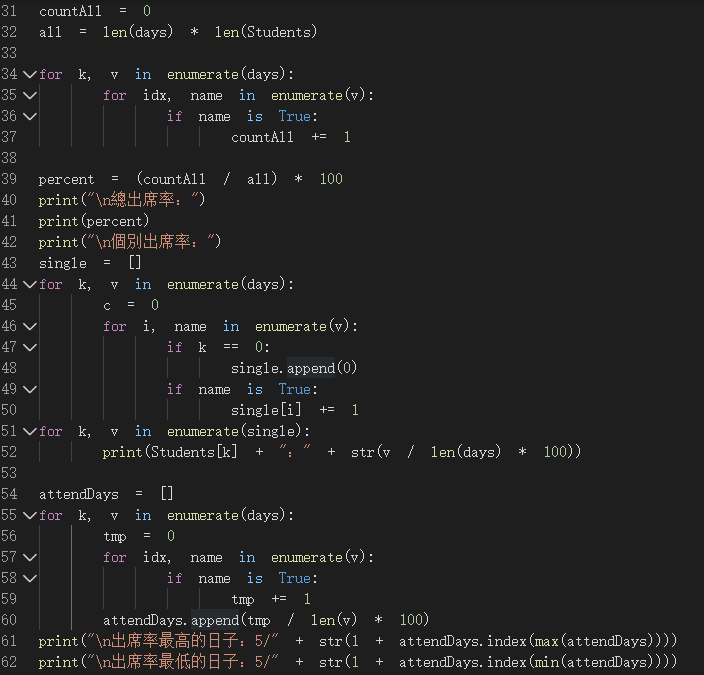 31 countAll = 0
32 all = len(days) * len(Students)
33
34 for k, v in enumerate(days):
35 for idx, name in enumerate(v):
36 if name is True:
37 countAll += 1
38
39 percent = (countAll / all) * 100
40 print("\n總出席率：")
41 print(percent)
42 print("\n個別出席率：")
43 single = []
44 for k, v in enumerate(days):
45 c = 0
46 for i, name in enumerate(v):
47 if k == 0:
48 single.append(0)
49 if name is True:
50 single[i] += 1
51 for k, v in enumerate(single):
52 print(Students[k] + "：" + str(v / len(days) * 100))
53
54 attendDays = []
55 for k, v in enumerate(days):
56 tmp = 0
57 for idx, name in enumerate(v):
58 if name is True:
59 tmp += 1
60 attendDays.append(tmp / len(v) * 100)
61 print("\n出席率最高的日子：5/" + str(1 + attendDays.index(max(attendDays))))
62 print("\n出席率最低的日子：5/" + str(1 + attendDays.index(min(attendDays))))